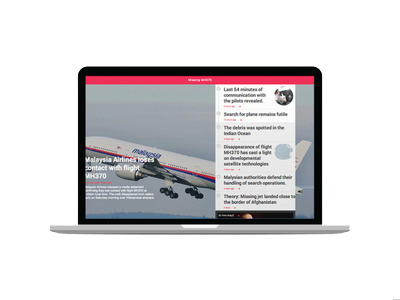 Missing MH370
malaysia
Malaysia Airlines loses
contact with flight
MH370
Last 54 minutes of
communication with
the pilots revealed.
Search for plane remains futile
The debris was spotted in the
Indian Ocean
Disappearance of flight
MH370 has cast a light
on developmental
satellite technologies
Malaysian authorities defend their
handling of search operations.
Theory: Missing jet landed close to
the border of Afghanistan